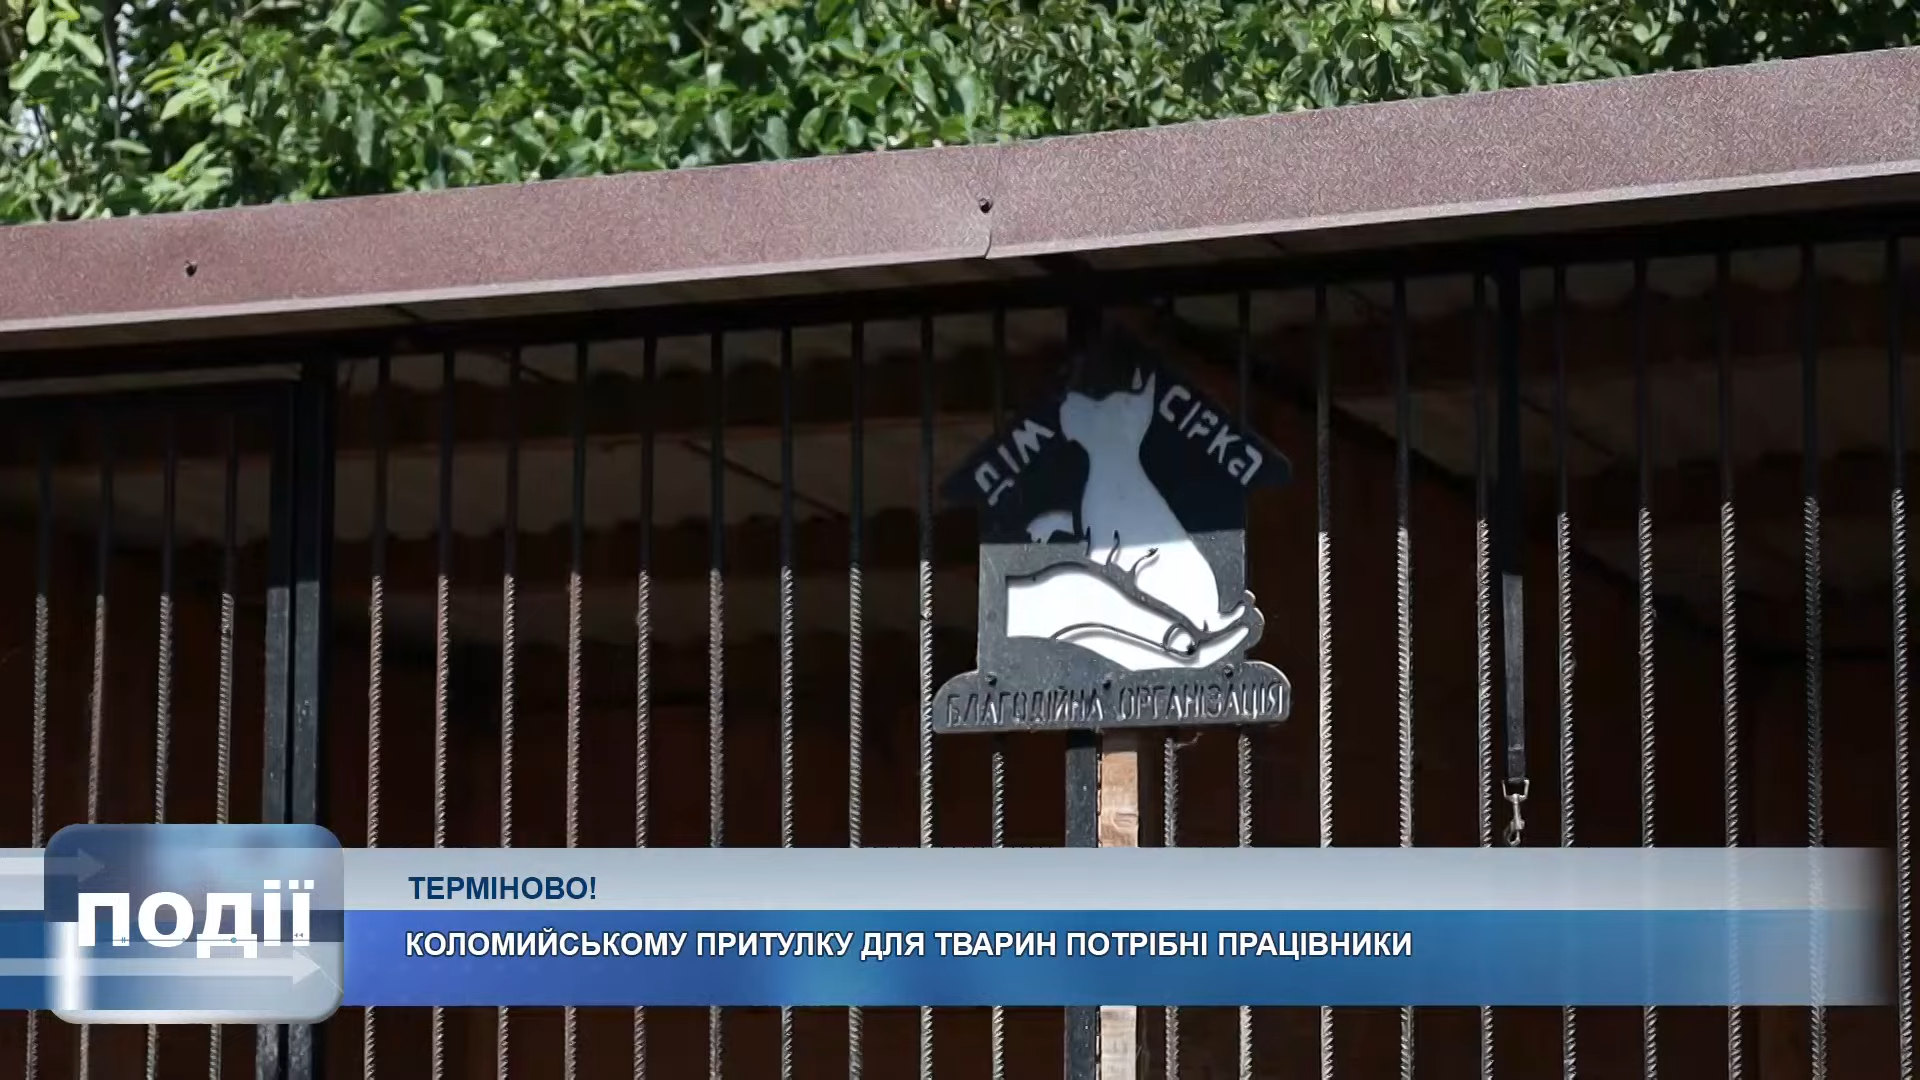 ДІМ СІРКА
БЛАГОДІЙНА ОРГАНІЗАЦІЯ
ТЕРМІНОВО!
події
КОЛОМИЙСЬКОМУ ПРИТУЛКУ ДЛЯ ТВАРИН ПОТРІБНІ ПРАЦІВНИКИ